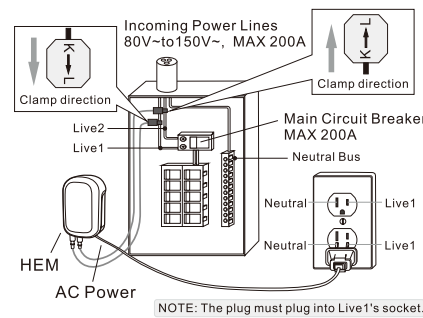 Incoming Power Lines
80V~to150V~, MAX 200A
K
L
Clamp direction
L
K
Clamp direction
Main Circuit Breaker
MAX 200A
Live2
Live1
Neutral Bus
Neutral
Live1
Neutral
Live1
HEM
AC Power
NOTE: The plug must plug into Live1's socket.